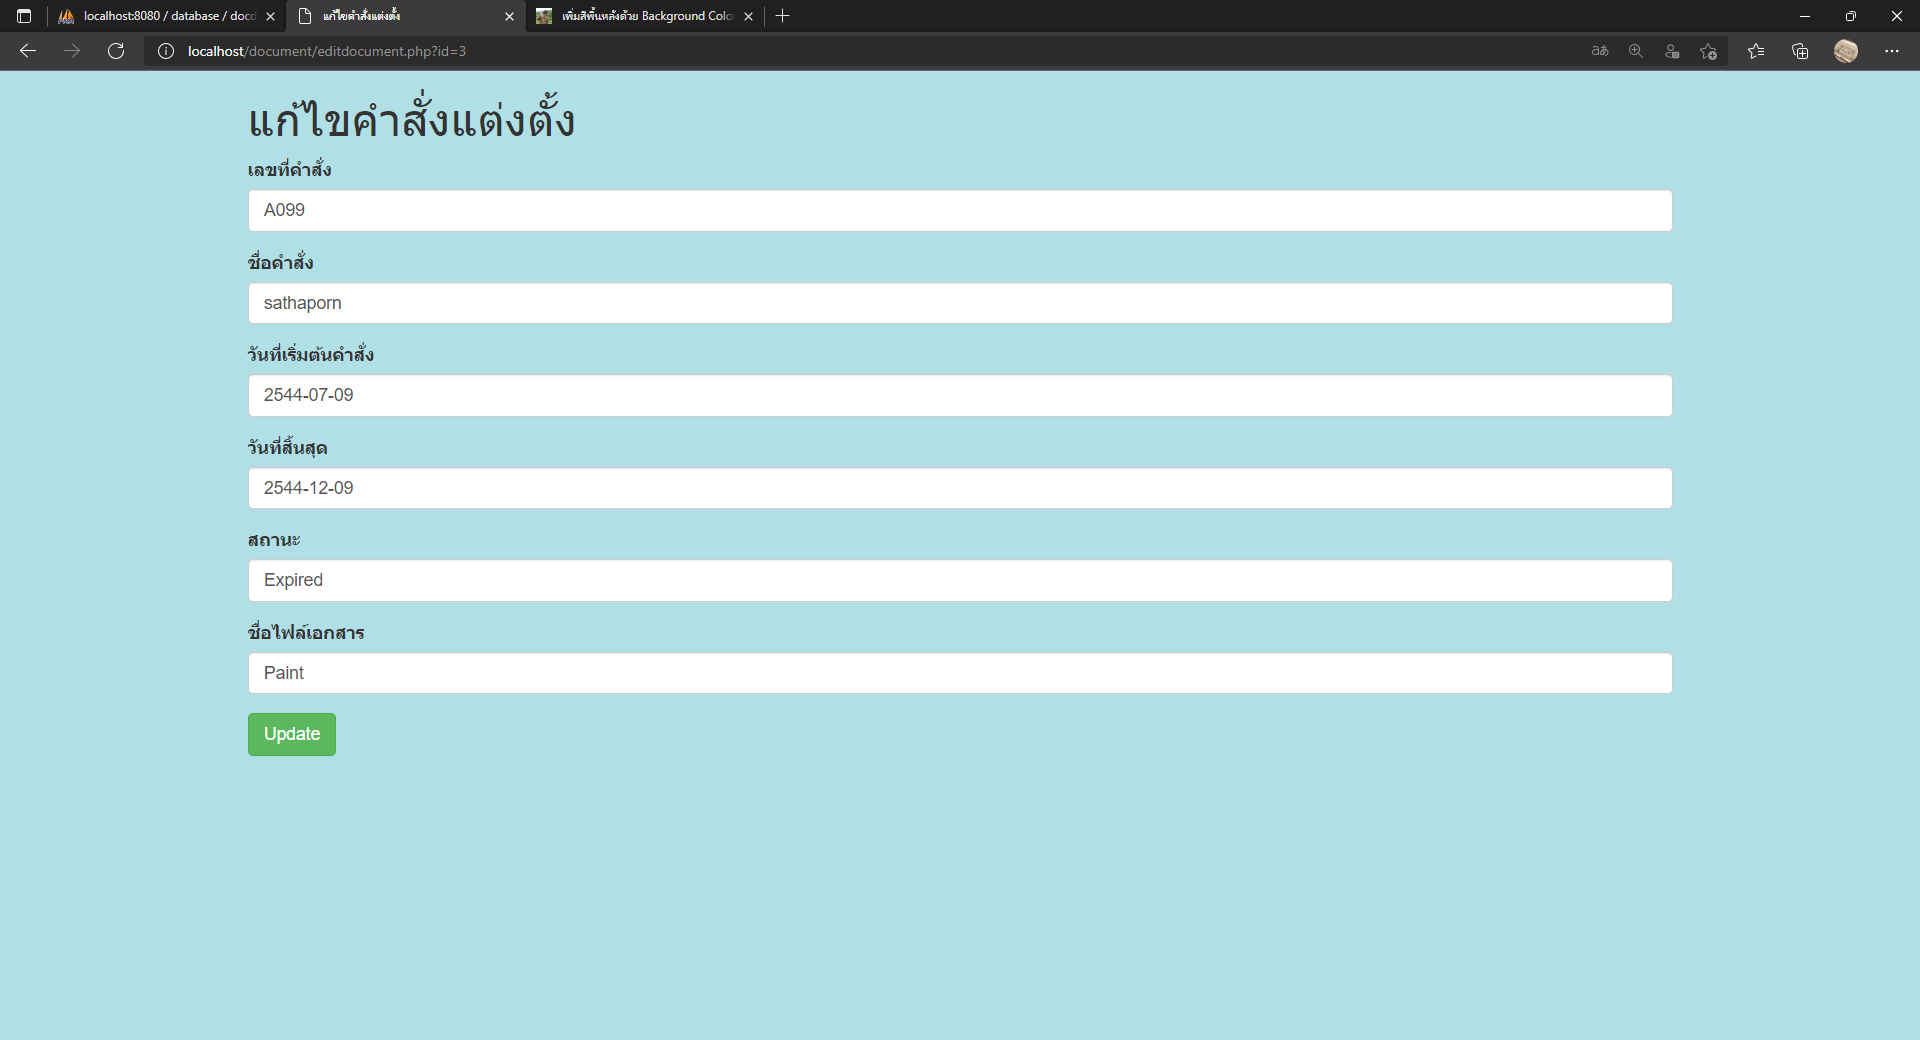 localhost:8080 / database / docd
แก้ไขคำสั่งแต่งตั้ง
เพิ่มสีพื้นหลังด้วย Background Colo
localhost/document/editdocument.php?id=3
แก้ไขคำสั่งแต่งตั้ง
เลขที่คำสั่ง
A099
ชื่อคำสั่ง
sathaporn
วันที่เริ่มต้นคำสั่ง
2544-07-09
วันที่สิ้นสุด
2544-12-09
สถานะ
Expired
ชื่อไฟล์เอกสาร
Paint
Update